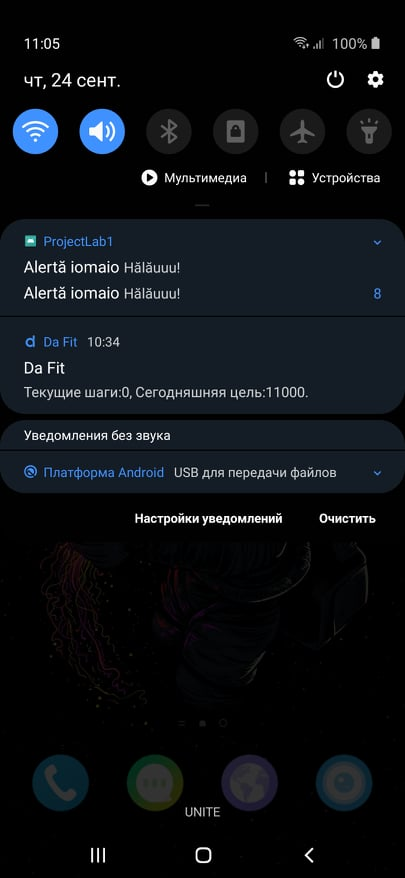 11:05 100%
чт, 24 сент.
Мультимедиа | Устройства
ProjectLab1
Alertă iomaio Hălăuuu!
Alertă iomaio Hălăuuu! 8
Da Fit 10:34
Da Fit
Текущие шаги:0, Сегодняшняя цель:11000.
Уведомления без звука
Платформа Android USB для передачи файлов
Настройки уведомлений Очистить
UNITE